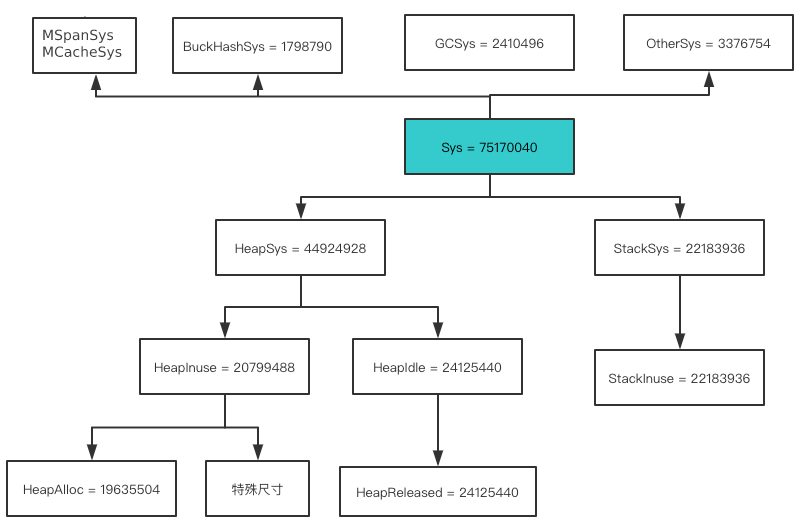 MSpanSys
MCacheSys
BuckHashSys = 1798790
GCSys = 2410496
OtherSys = 3376754
Sys = 75170040
HeapSys = 44924928
StackSys = 22183936
HeapInuse = 20799488
HeapIdle = 24125440
StackInuse = 22183936
HeapAlloc = 19635504
特殊尺寸
HeapReleased = 24125440